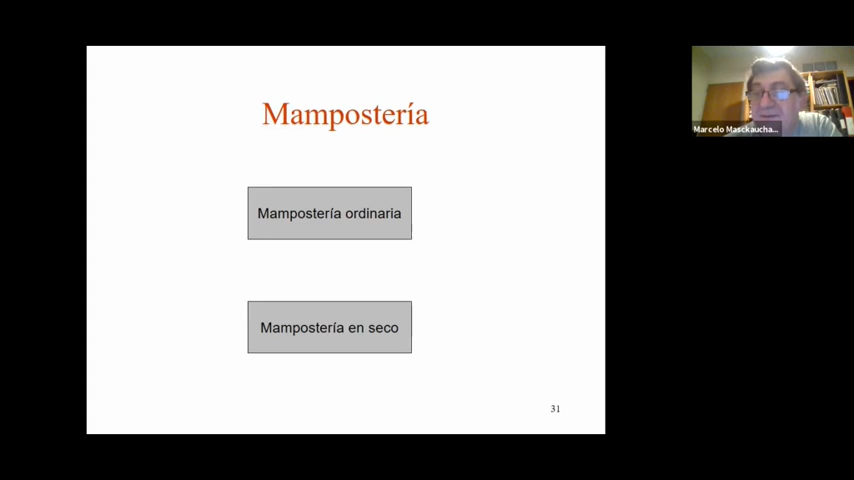 Mampostería
Marcelo Masckaucha...
Mampostería ordinaria
Mampostería en seco
31